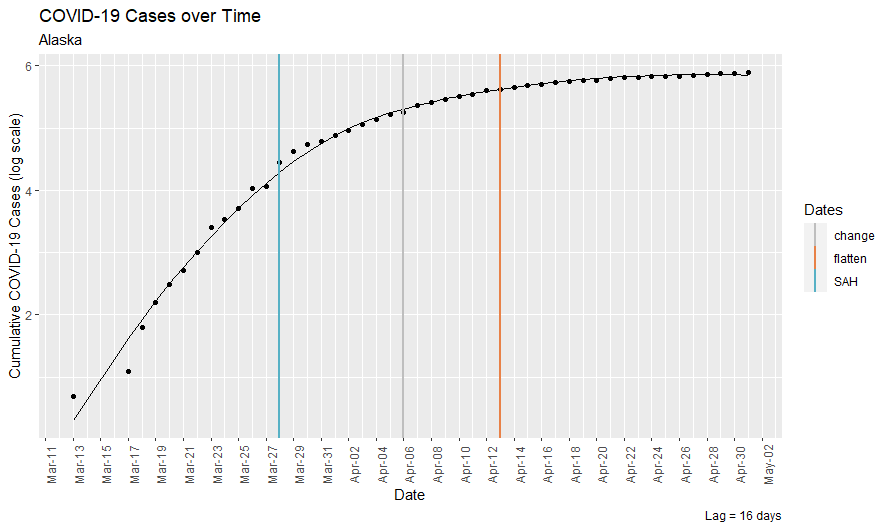 COVID-19 Cases over Time
Alaska
Cumulative COVID-19 Cases (log scale)
6
4
2
Mar-11
Mar-13
Mar-15
Mar-17
Mar-19
Mar-21
Mar-23
Mar-25
Mar-27
Mar-29
Mar-31
Apr-02
Apr-04
Apr-06
Apr-08
Apr-10
Apr-12
Apr-14
Apr-16
Apr-18
Apr-20
Apr-22
Apr-24
Apr-26
Apr-28
Apr-30
May-02
Date
Dates
change
flatten
SAH
Lag = 16 days